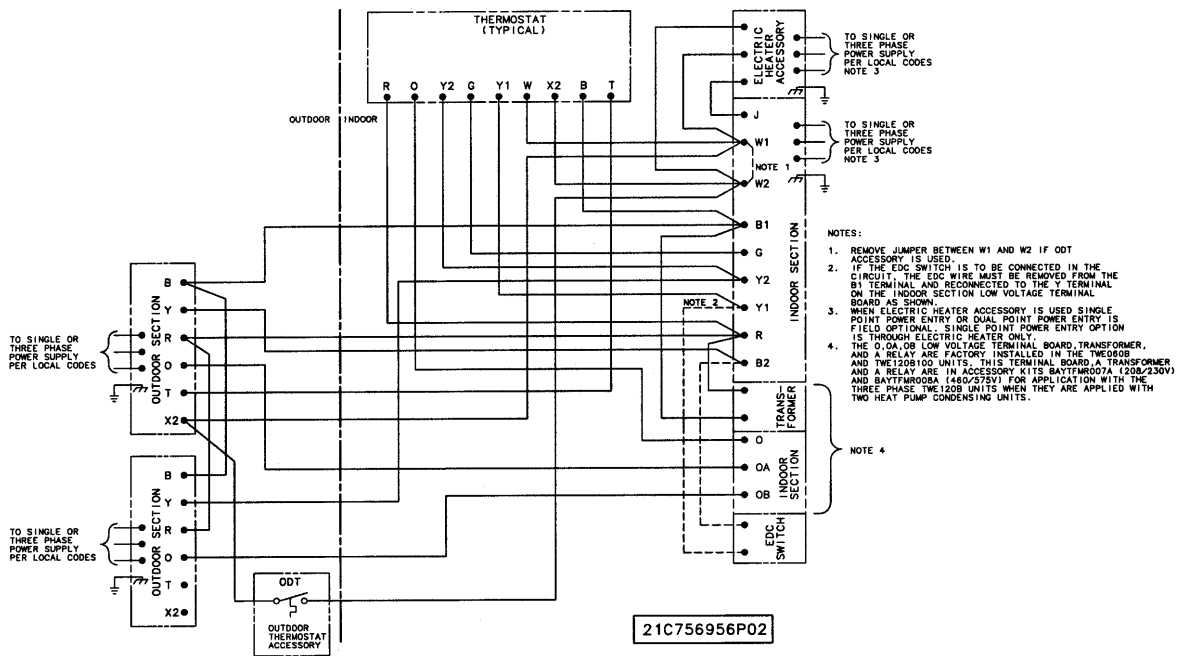 THERMOSTAT
(TYPICAL)
R O Y2 G Y1 W X2 B T
OUTDOOR INDOOR
ELECTRIC
HEATER
ACCESSORY
TO SINGLE OR
THREE PHASE
POWER SUPPLY
PER LOCAL CODES
NOTE 3
J
W1
NOTE 1
W2
B1
G
Y2
NOTE 2
Y1
R
B2
INDOOR SECTION
TO SINGLE OR
THREE PHASE
POWER SUPPLY
PER LOCAL CODES
NOTE 3
TRANS-
FORMER
O
OA
OB
INDOOR
SECTION
NOTE 4
EDC
SWITCH
B
Y
R
O
T
X2
OUTDOOR SECTION
TO SINGLE OR
THREE PHASE
POWER SUPPLY
PER LOCAL CODES
B
Y
R
O
T
X2
OUTDOOR SECTION
TO SINGLE OR
THREE PHASE
POWER SUPPLY
PER LOCAL CODES
ODT
OUTDOOR
THERMOSTAT
ACCESSORY
NOTES:
1. REMOVE JUMPER BETWEEN W1 AND W2 IF ODT
ACCESSORY IS USED.
2. IF THE EDC SWITCH IS TO BE CONNECTED IN THE
CIRCUIT, THE EDC WIRE MUST BE REMOVED FROM THE
B1 TERMINAL AND RECONNECTED TO THE Y TERMINAL
ON THE INDOOR SECTION LOW VOLTAGE TERMINAL
BOARD AS SHOWN.
3. WHEN ELECTRIC HEATER ACCESSORY IS USED SINGLE
POINT POWER ENTRY OR DUAL POINT POWER ENTRY IS
FIELD OPTIONAL. SINGLE POINT POWER ENTRY OPTION
IS THROUGH ELECTRIC HEATER ONLY.
4. THE O,OA,OB LOW VOLTAGE TERMINAL BOARD,TRANSFORMER,
AND A RELAY ARE FACTORY INSTALLED IN THE TWE060B
AND TWE120B100 UNITS. THIS TERMINAL BOARD,A TRANSFORMER
AND A RELAY ARE IN ACCESSORY KITS BAYTFMR007A (208/230V)
AND BAYTFMR008A (460/575V) FOR APPLICATION WITH THE
THREE PHASE TWE120B UNITS WHEN THEY ARE APPLIED WITH
TWO HEAT PUMP CONDENSING UNITS.
21C756956P02